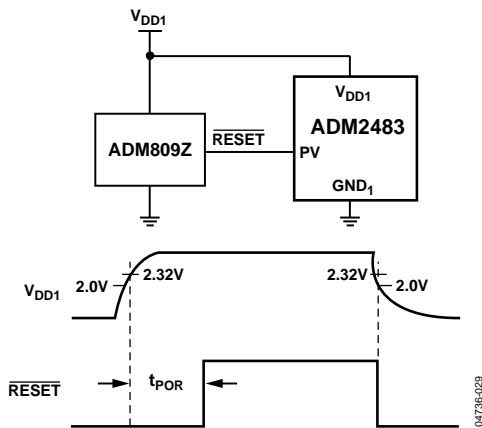 VDD1
VDD1
ADM2483
ADM809Z
RESET
PV
GND1
VDD1
2.0V
2.32V
2.32V
2.0V
RESET
tPOR
04736-029